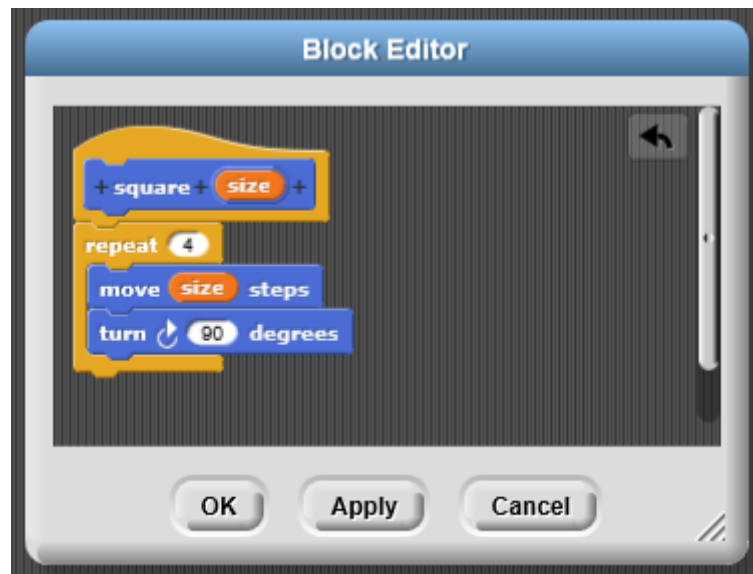 Block Editor
+ square + size +
repeat 4
move size steps
turn 90 degrees
OK Apply Cancel